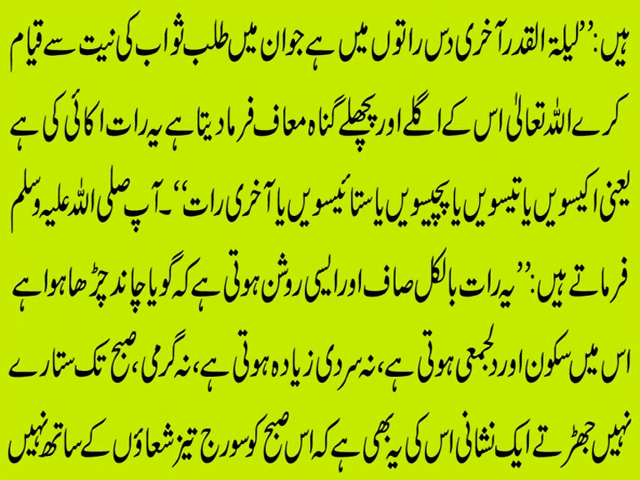 ہیں: ’’لیلۃ القدر آخری دس راتوں میں ہے جو ان میں طلب ثواب کی نیت سے قیام
کرے اللہ تعالیٰ اس کے اگلے اور پچھلے گناہ معاف فرما دیتا ہے یہ رات اکائی کی ہے
یعنی اکیسویں یا تیسویں یا پچیسویں یا ستائیسویں یا آخری رات‘‘۔ آپ صلی اللہ علیہ وسلم
فرماتے ہیں: ’’یہ رات بالکل صاف اور ایسی روشن ہوتی ہے کہ گویا چاند چڑھا ہوا ہے
اس میں سکون اور دلجمعی ہوتی ہے، نہ سردی زیادہ ہوتی ہے، نہ گرمی، صبح تک ستارے
نہیں جھڑتے ایک نشانی اس کی یہ بھی ہے کہ اس صبح کو سورج تیز شعاؤں کے ساتھ نہیں